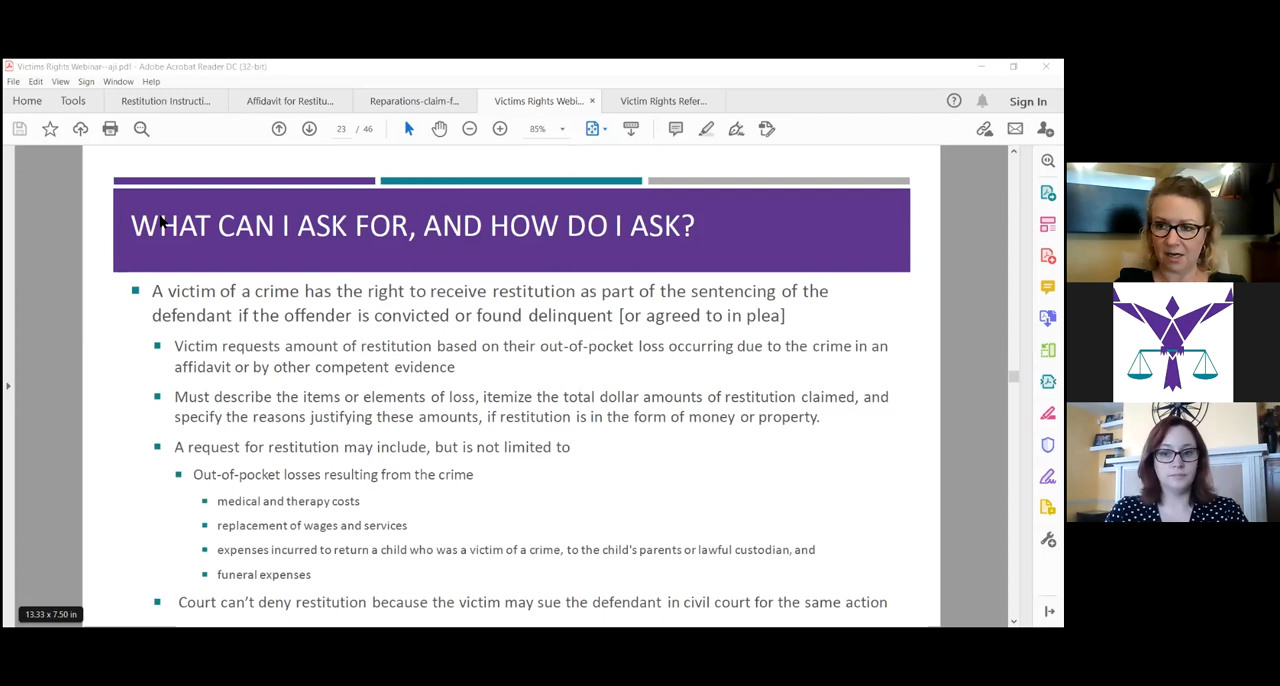 Victims Rights Webinar--aji.pdf - Adobe Acrobat Reader DC (32-bit)
File Edit View Sign Window Help
Home Tools Restitution Instructi... Affidavit for Restitu... Reparations-claim-f... Victims Rights Webi... × Victim Rights Refer... Sign In
23 / 46 85%
WHAT CAN I ASK FOR, AND HOW DO I ASK?
A victim of a crime has the right to receive restitution as part of the sentencing of the
defendant if the offender is convicted or found delinquent [or agreed to in plea]
Victim requests amount of restitution based on their out-of-pocket loss occurring due to the crime in an
affidavit or by other competent evidence
Must describe the items or elements of loss, itemize the total dollar amounts of restitution claimed, and
specify the reasons justifying these amounts, if restitution is in the form of money or property.
A request for restitution may include, but is not limited to
Out-of-pocket losses resulting from the crime
medical and therapy costs
replacement of wages and services
expenses incurred to return a child who was a victim of a crime, to the child's parents or lawful custodian, and
funeral expenses
Court can't deny restitution because the victim may sue the defendant in civil court for the same action
13.33 x 7.50 in